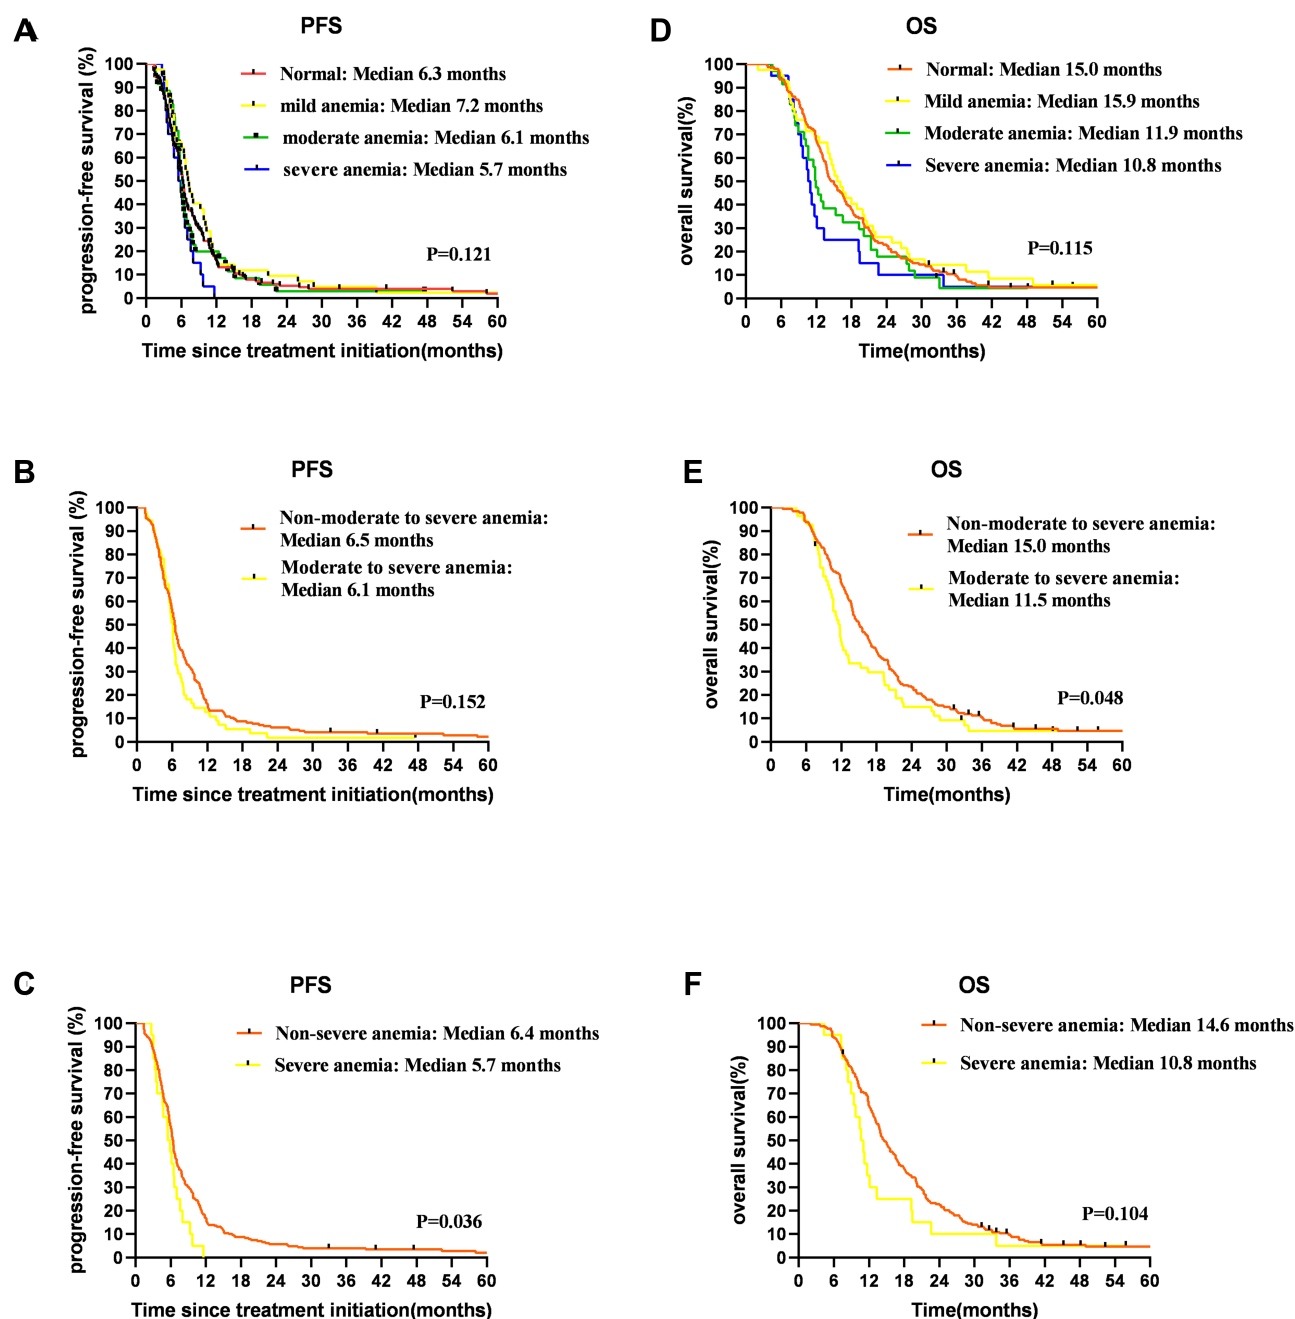 A
PFS
progression-free survival (%)
100
90
80
70
60
50
40
30
20
10
0
Normal: Median 6.3 months
mild anemia: Median 7.2 months
moderate anemia: Median 6.1 months
severe anemia: Median 5.7 months
P=0.121
0 6 12 18 24 30 36 42 48 54 60
Time since treatment initiation(months)
D
OS
overall survival(%)
100
90
80
70
60
50
40
30
20
10
0
Normal: Median 15.0 months
Mild anemia: Median 15.9 months
Moderate anemia: Median 11.9 months
Severe anemia: Median 10.8 months
P=0.115
0 6 12 18 24 30 36 42 48 54 60
Time(months)
B
PFS
progression-free survival (%)
100
90
80
70
60
50
40
30
20
10
0
Non-moderate to severe anemia:
Median 6.5 months
Moderate to severe anemia:
Median 6.1 months
P=0.152
0 6 12 18 24 30 36 42 48 54 60
Time since treatment initiation(months)
E
OS
overall survival(%)
100
90
80
70
60
50
40
30
20
10
0
Non-moderate to severe anemia:
Median 15.0 months
Moderate to severe anemia:
Median 11.5 months
P=0.048
0 6 12 18 24 30 36 42 48 54 60
Time(months)
C
PFS
progression-free survival (%)
100
90
80
70
60
50
40
30
20
10
0
Non-severe anemia: Median 6.4 months
Severe anemia: Median 5.7 months
P=0.036
0 6 12 18 24 30 36 42 48 54 60
Time since treatment initiation(months)
F
OS
overall survival(%)
100
90
80
70
60
50
40
30
20
10
0
Non-severe anemia: Median 14.6 months
Severe anemia: Median 10.8 months
P=0.104
0 6 12 18 24 30 36 42 48 54 60
Time(months)